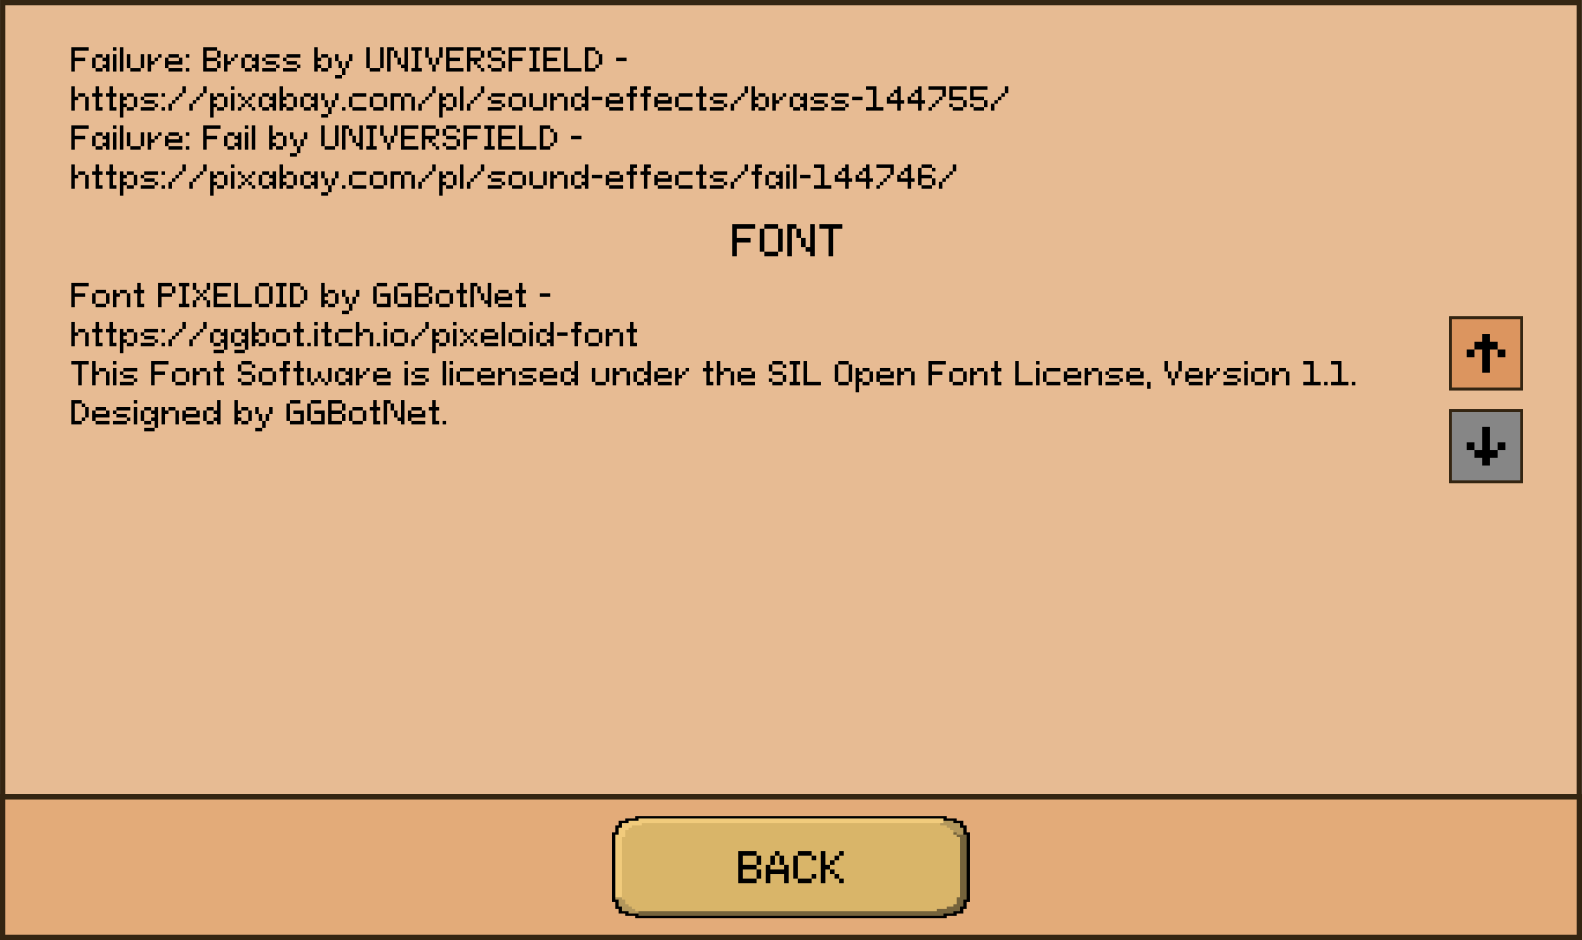 Failure: Brass by UNIVERSFIELD -
https://pixabay.com/pl/sound-effects/brass-144755/
Failure: Fail by UNIVERSFIELD -
https://pixabay.com/pl/sound-effects/fail-144746/
FONT
Font PIXELOID by GGBotNet -
https://ggbot.itch.io/pixeloid-font
This Font Software is licensed under the SIL Open Font License, Version 1.1.
Designed by GGBotNet.
BACK